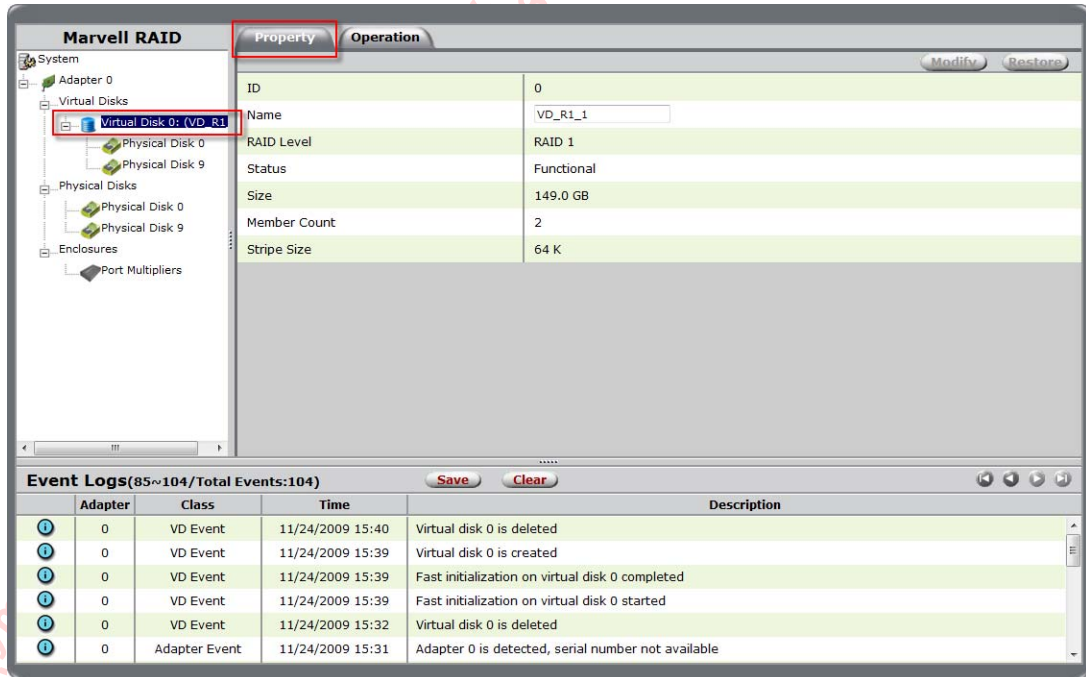 Marvell RAID
Property
Operation
System
Adapter 0
Virtual Disks
Virtual Disk 0: (VD_R1
Physical Disk 0
Physical Disk 9
Physical Disks
Physical Disk 0
Physical Disk 9
Enclosures
Port Multipliers
Modify Restore
ID 0
Name VD_R1_1
RAID Level RAID 1
Status Functional
Size 149.0 GB
Member Count 2
Stripe Size 64 K
Event Logs(85~104/Total Events:104) Save Clear
Adapter Class Time Description
0 VD Event 11/24/2009 15:40 Virtual disk 0 is deleted
0 VD Event 11/24/2009 15:39 Virtual disk 0 is created
0 VD Event 11/24/2009 15:39 Fast initialization on virtual disk 0 completed
0 VD Event 11/24/2009 15:39 Fast initialization on virtual disk 0 started
0 VD Event 11/24/2009 15:32 Virtual disk 0 is deleted
0 Adapter Event 11/24/2009 15:31 Adapter 0 is detected, serial number not available